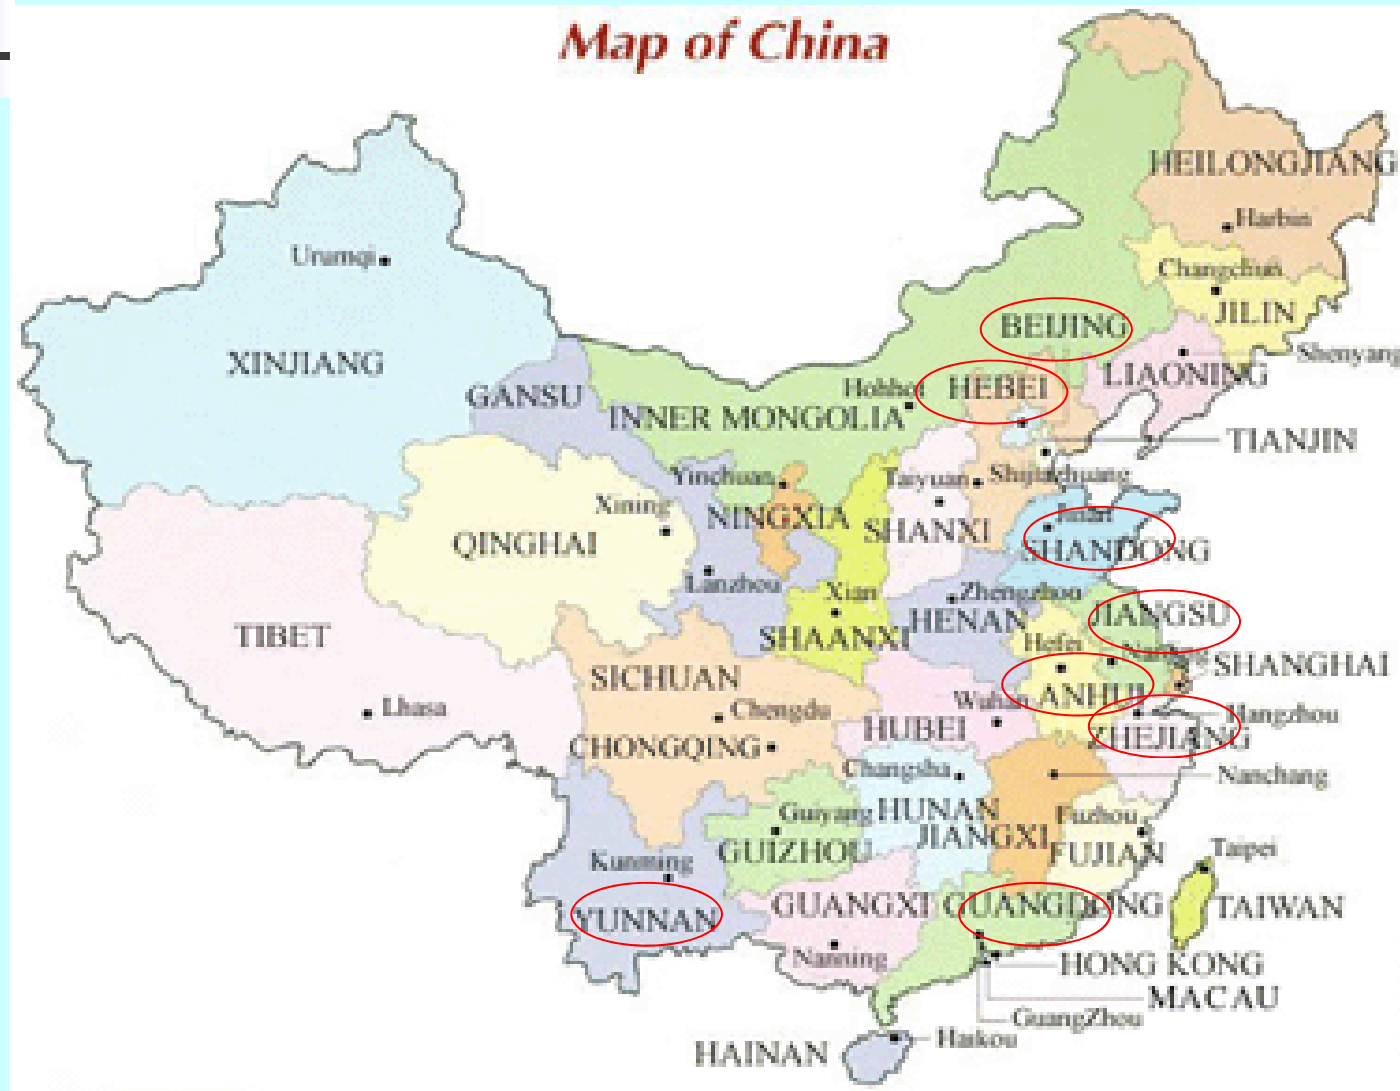 Map of China
HEILONGJIANG
Harbin
Urumqi
Changchun
JILIN
BEIJING
Shenyang
XINJIANG
LIAONING
GANSU
Hohhot
HEBEI
INNER MONGOLIA
TIANJIN
Yinchuan
Taiyuan
Shijiazhuang
Xining
NINGXIA
Jinan
SHANXI
QINGHAI
SHANDONG
Lanzhou
Xian
Zhengzhou
JIANGSU
HENAN
TIBET
SHAANXI
Hefei
Nanjing
SHANGHAI
SICHUAN
ANHUI
Lhasa
Chengdu
Wuhan
Hangzhou
HUBEI
ZHEJIANG
CHONGQING
Changsha
Nanchang
Guiyang
HUNAN
Fuzhou
JIANGXI
GUIZHOU
FUJIAN
Taipei
Kunming
YUNNAN
GUANGXI
GUANGDONG
TAIWAN
Nanning
HONG KONG
MACAU
GuangZhou
Haikou
HAINAN